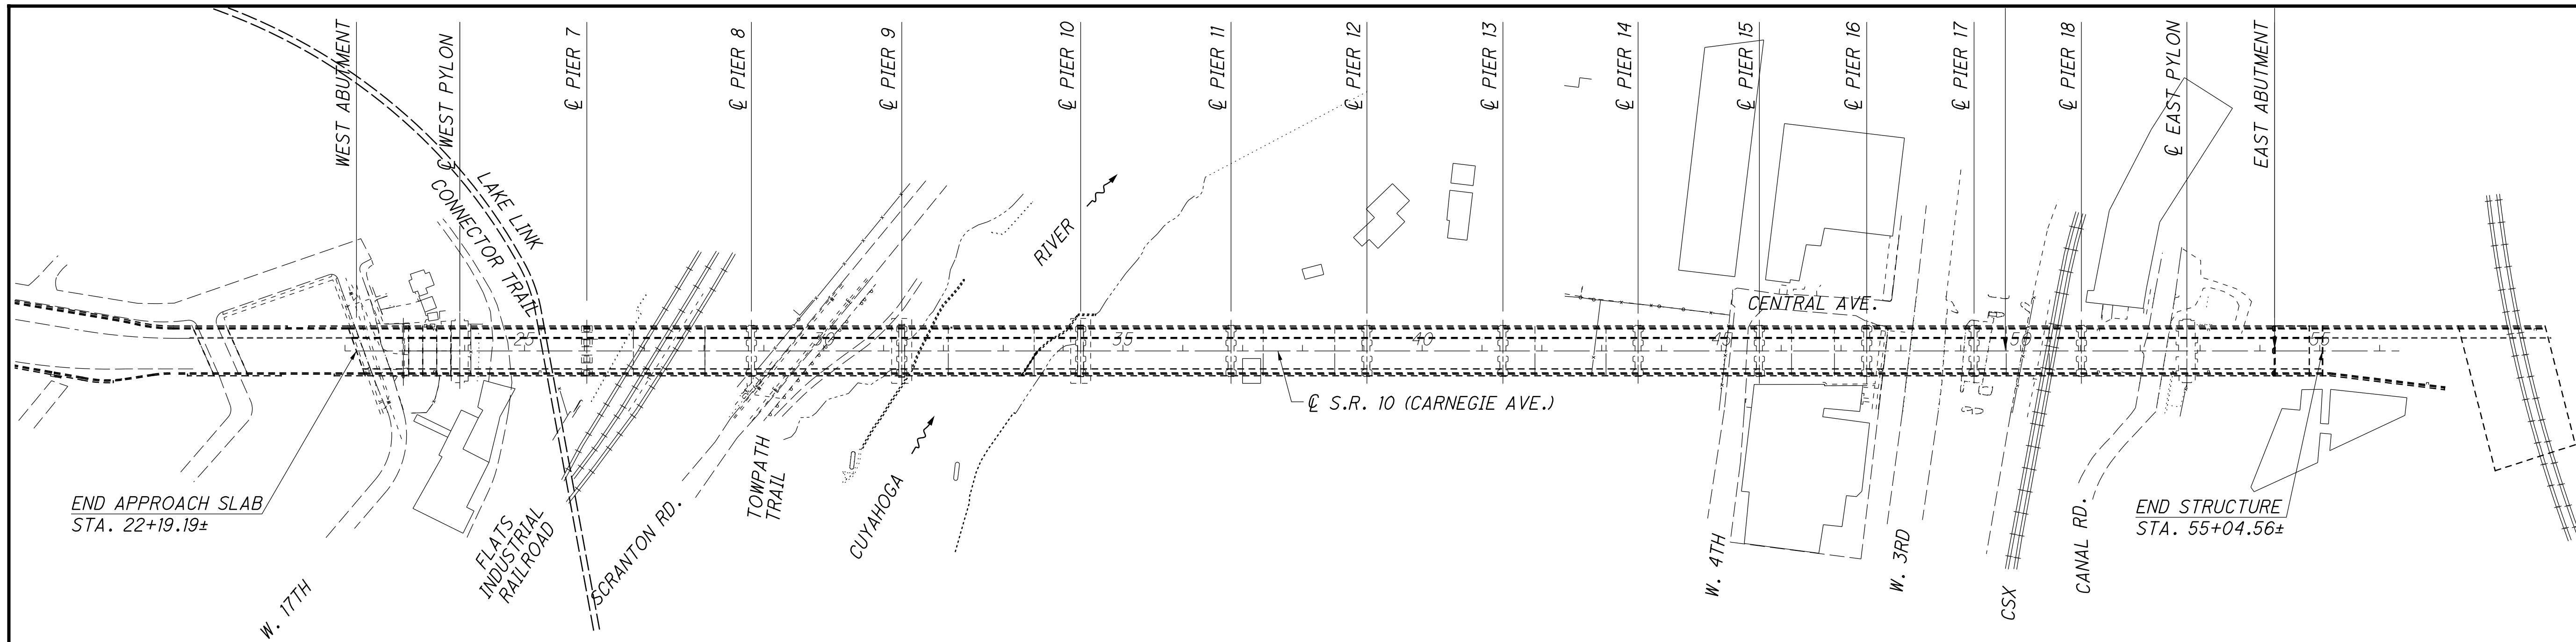 WEST ABUTMENT
℄ WEST PYLON
℄ PIER 7
℄ PIER 8
℄ PIER 9
℄ PIER 10
℄ PIER 11
℄ PIER 12
℄ PIER 13
℄ PIER 14
℄ PIER 15
℄ PIER 16
℄ PIER 17
℄ PIER 18
℄ EAST PYLON
EAST ABUTMENT
LAKE LINK
CONNECTOR TRAIL
RIVER
CENTRAL AVE.
25
30
35
40
45
50
55
℄ S.R. 10 (CARNEGIE AVE.)
END APPROACH SLAB
STA. 22+19.19±
W. 17TH
FLATS
INDUSTRIAL
RAILROAD
SCRANTON RD.
TOWPATH
TRAIL
CUYAHOGA
W. 4TH
W. 3RD
CSX
CANAL RD.
END STRUCTURE
STA. 55+04.56±